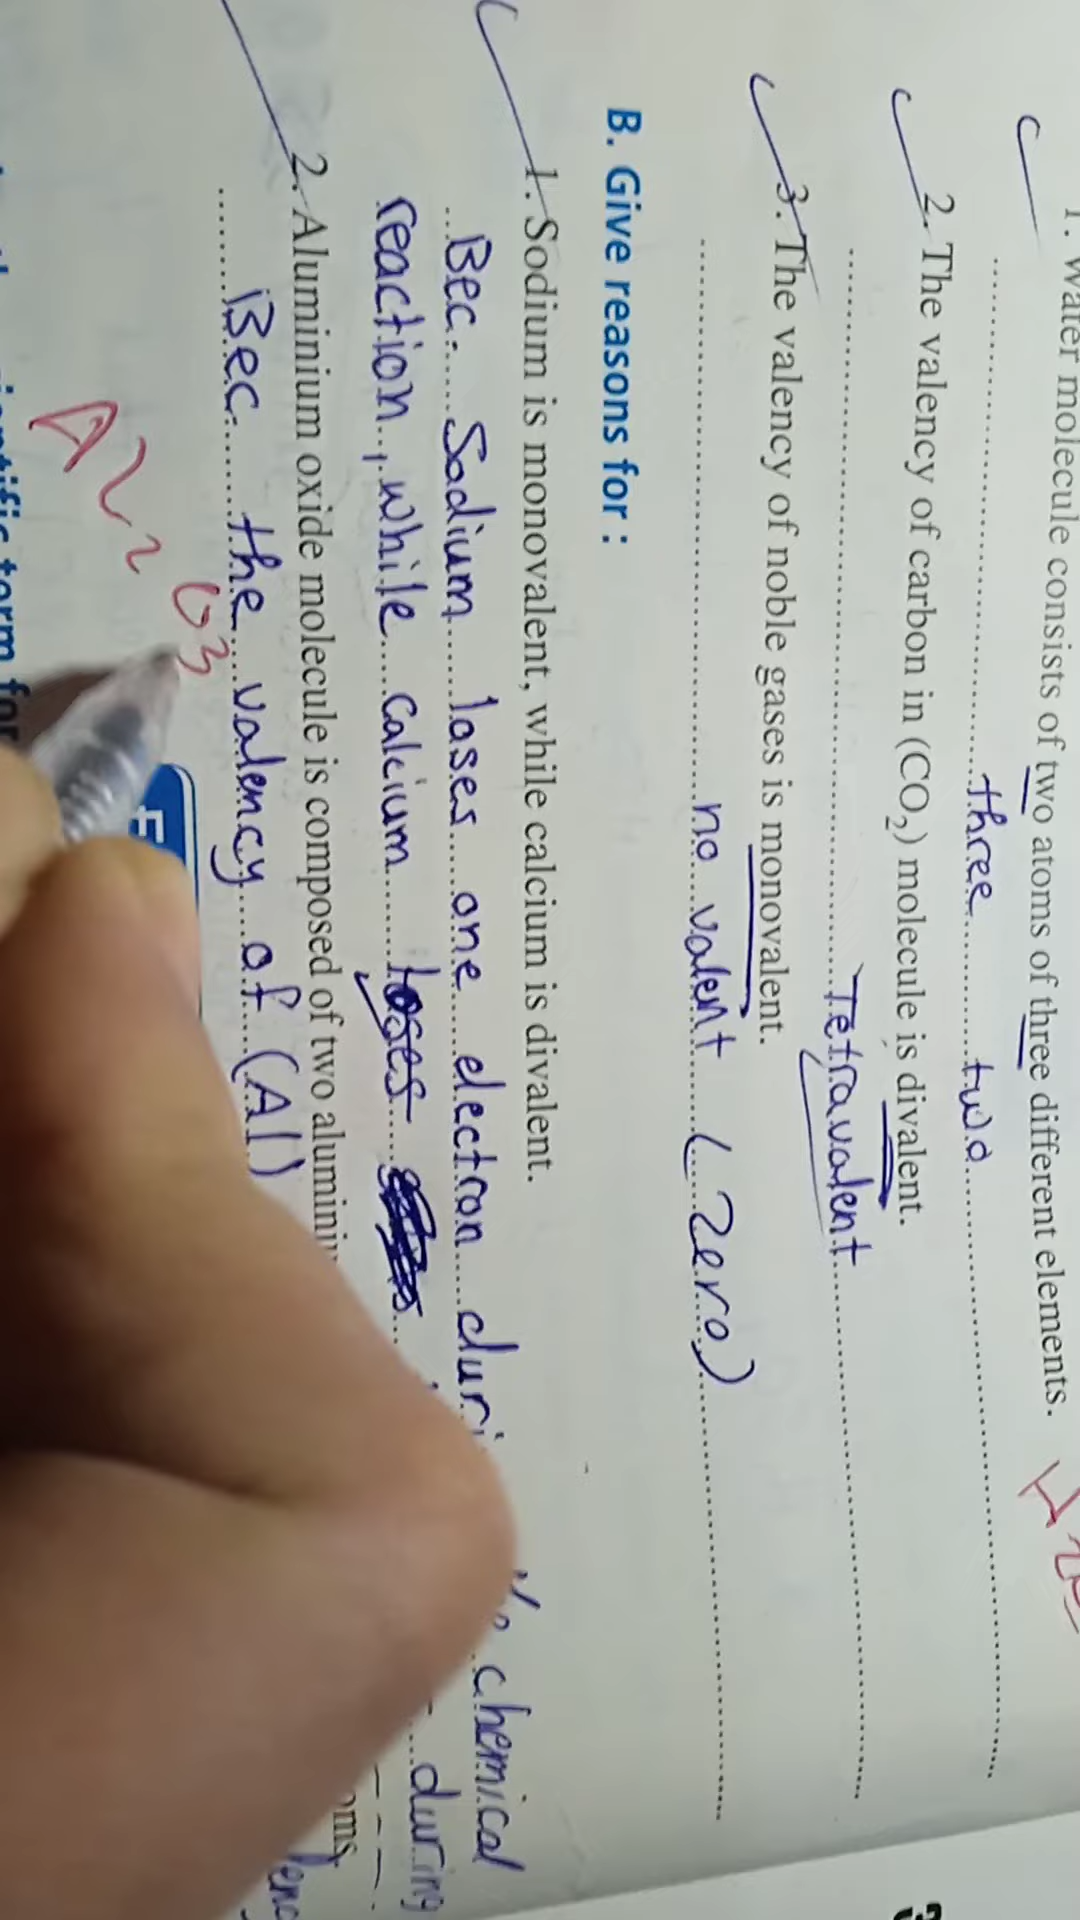 1. Water molecule consists of two atoms of three different elements.
three two
2. The valency of carbon in (CO₂) molecule is divalent.
Tetravalent
3. The valency of noble gases is monovalent.
no valent (Zero)
B. Give reasons for :
1. Sodium is monovalent, while calcium is divalent.
Bec. Sodium loses one electron chemical
reaction, while calcium loses during
2. Aluminium oxide molecule is composed of two
Bec. the valency of (Al)